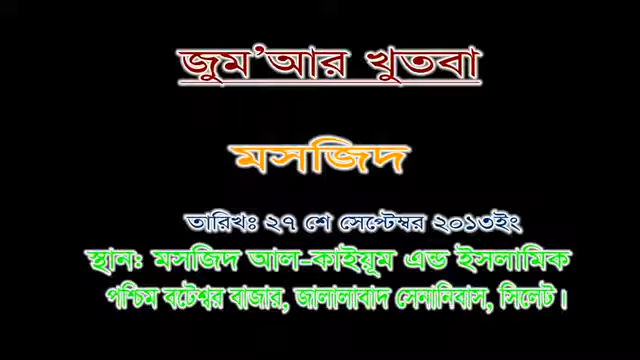 জুম’আর খুতবা
মসজিদ
তারিখঃ ২৭ শে সেপ্টেম্বর ২০১৩ইং
স্থান: মসজিদ আল-কাইয়ূম এন্ড ইসলামিক
পশ্চিম বটেশ্বর বাজার, জালালাবাদ সেনানিবাস, সিলেট।